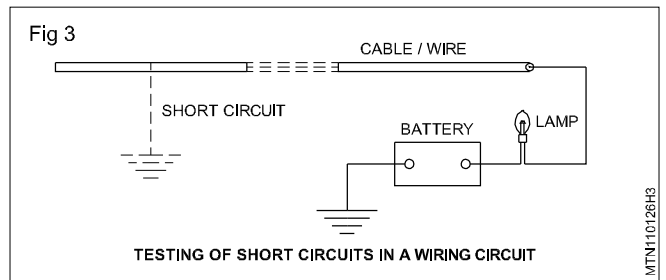 Fig 3
CABLE / WIRE
SHORT CIRCUIT
BATTERY
LAMP
TESTING OF SHORT CIRCUITS IN A WIRING CIRCUIT
MTN110126H3